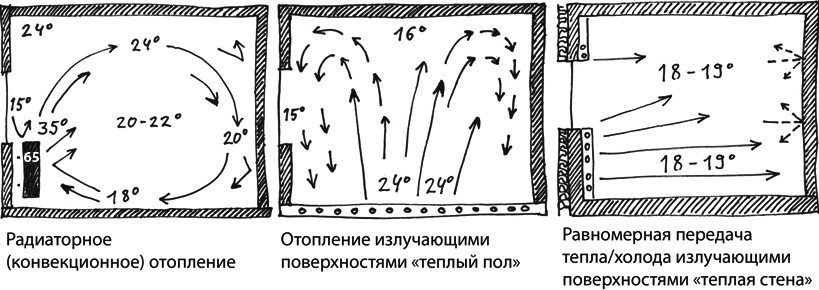 24°
24°
15°
35°
20-22°
20°
65
18°
Радиаторное
(конвекционное) отопление
16°
15°
24°
24°
Отопление излучающими
поверхностями «теплый пол»
18-19°
18-19°
Равномерная передача
тепла/холода излучающими
поверхностями «теплая стена»